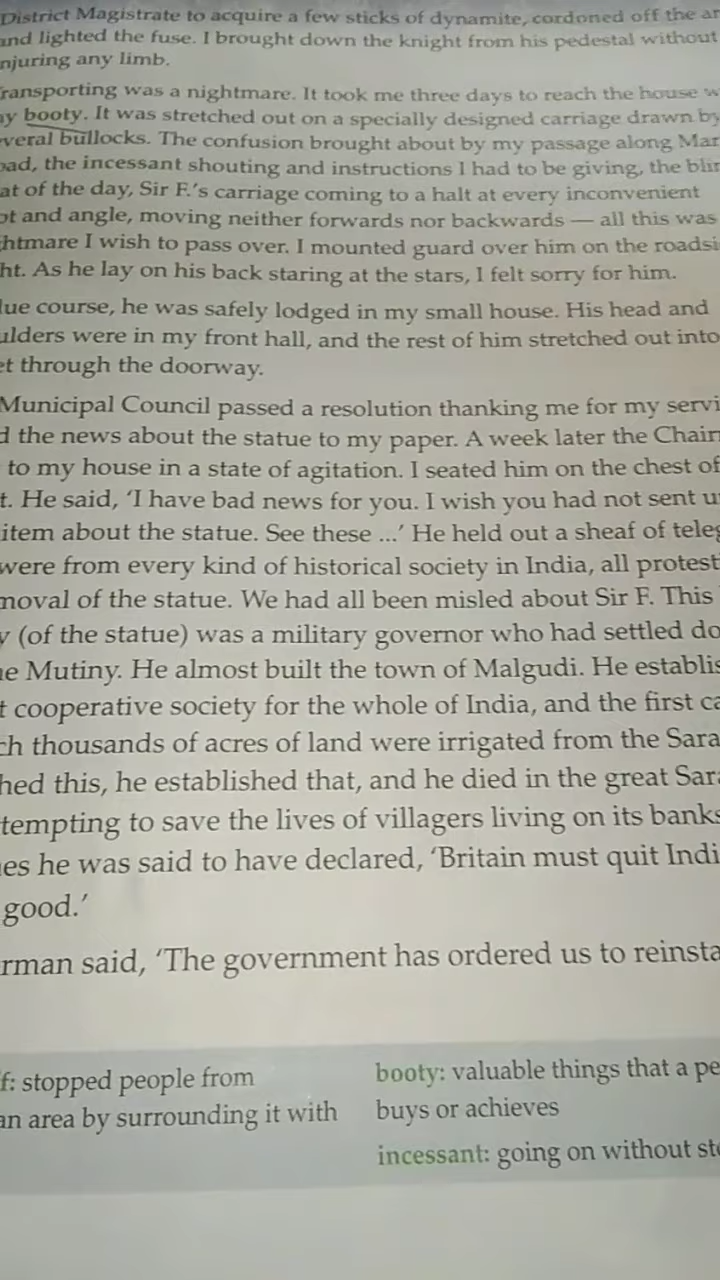 District Magistrate to acquire a few sticks of dynamite, cordoned off the
and lighted the fuse. I brought down the knight from his pedestal without
njuring any limb.
ransporting was a nightmare. It took me three days to reach the house
booty. It was stretched out on a specially designed carriage drawn by
veral bullocks. The confusion brought about by my passage along Mar
oad, the incessant shouting and instructions I had to be giving, the
at of the day, Sir F.'s carriage coming to a halt at every inconvenient
ot and angle, moving neither forwards nor backwards — all this was
htmare I wish to pass over. I mounted guard over him on the roadsi
ht. As he lay on his back staring at the stars, I felt sorry for him.
lue course, he was safely lodged in my small house. His head and
ulders were in my front hall, and the rest of him stretched out into
et through the doorway.
Municipal Council passed a resolution thanking me for my servi
d the news about the statue to my paper. A week later the Chair
to my house in a state of agitation. I seated him on the chest of
t. He said, 'I have bad news for you. I wish you had not sent u
item about the statue. See these ...' He held out a sheaf of teleg
were from every kind of historical society in India, all protest
moval of the statue. We had all been misled about Sir F. This
y (of the statue) was a military governor who had settled do
e Mutiny. He almost built the town of Malgudi. He establis
t cooperative society for the whole of India, and the first ca
ch thousands of acres of land were irrigated from the Sara
hed this, he established that, and he died in the great Sara
tempting to save the lives of villagers living on its banks
es he was said to have declared, 'Britain must quit Indi
good.'
rman said, 'The government has ordered us to reinsta
f: stopped people from
an area by surrounding it with
booty: valuable things that a pe
buys or achieves
incessant: going on without sto